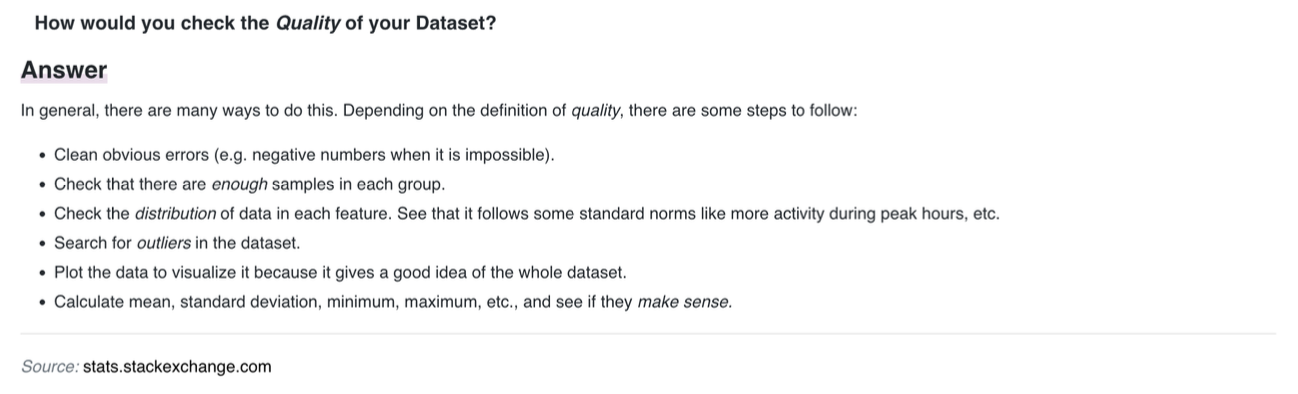 How would you check the Quality of your Dataset?
Answer
In general, there are many ways to do this. Depending on the definition of quality, there are some steps to follow:
• Clean obvious errors (e.g. negative numbers when it is impossible).
• Check that there are enough samples in each group.
• Check the distribution of data in each feature. See that it follows some standard norms like more activity during peak hours, etc.
• Search for outliers in the dataset.
• Plot the data to visualize it because it gives a good idea of the whole dataset.
• Calculate mean, standard deviation, minimum, maximum, etc., and see if they make sense.
Source: stats.stackexchange.com